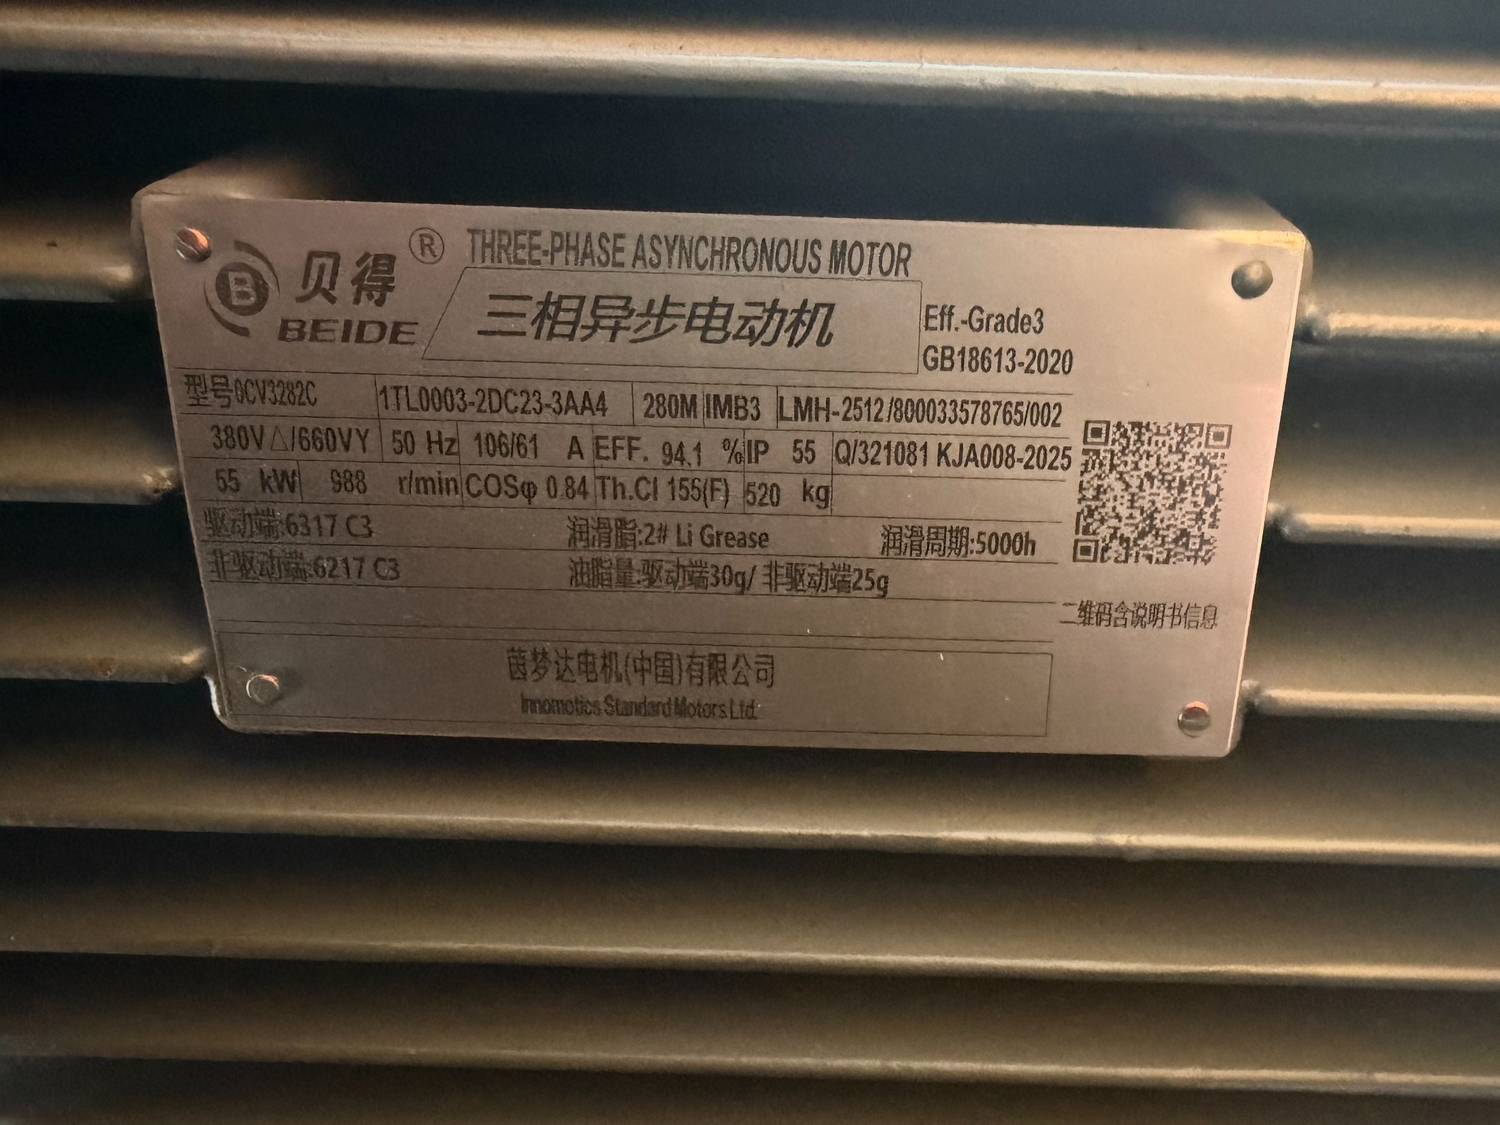 贝得® THREE-PHASE ASYNCHRONOUS MOTOR
B BEIDE 三相异步电动机 Eff.-Grade3
GB18613-2020
型号0CV3282C 1TL0003-2DC23-3AA4 280M IMB3 LMH-2512/800033578765/002
380V△/660VY 50 Hz 106/61 A EFF. 94.1 % IP 55 Q/321081 KJA008-2025
55 kW 988 r/min COSφ 0.84 Th.Cl 155(F) 520 kg
驱动端:6317 C3 润滑脂:2# Li Grease 润滑周期:5000h
非驱动端:6217 C3 油脂量:驱动端30g/ 非驱动端25g
二维码含说明书信息
茵梦达电机(中国)有限公司
Innomotics Standard Motors Ltd.